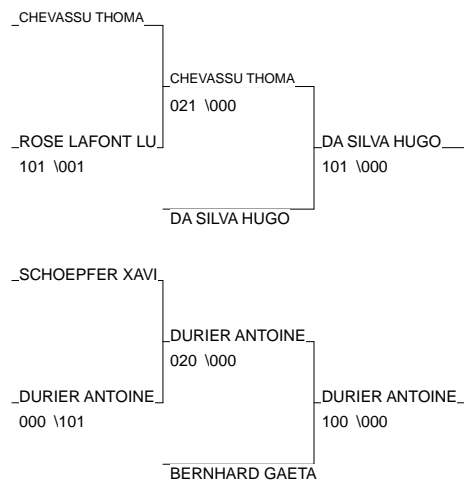 CHEVASSU THOMA
CHEVASSU THOMA
021 \000
ROSE LAFONT LU
101 \001
DA SILVA HUGO
101 \000
DA SILVA HUGO
SCHOEPFER XAVI
DURIER ANTOINE
020 \000
DURIER ANTOINE
000 \101
DURIER ANTOINE
100 \000
BERNHARD GAETA